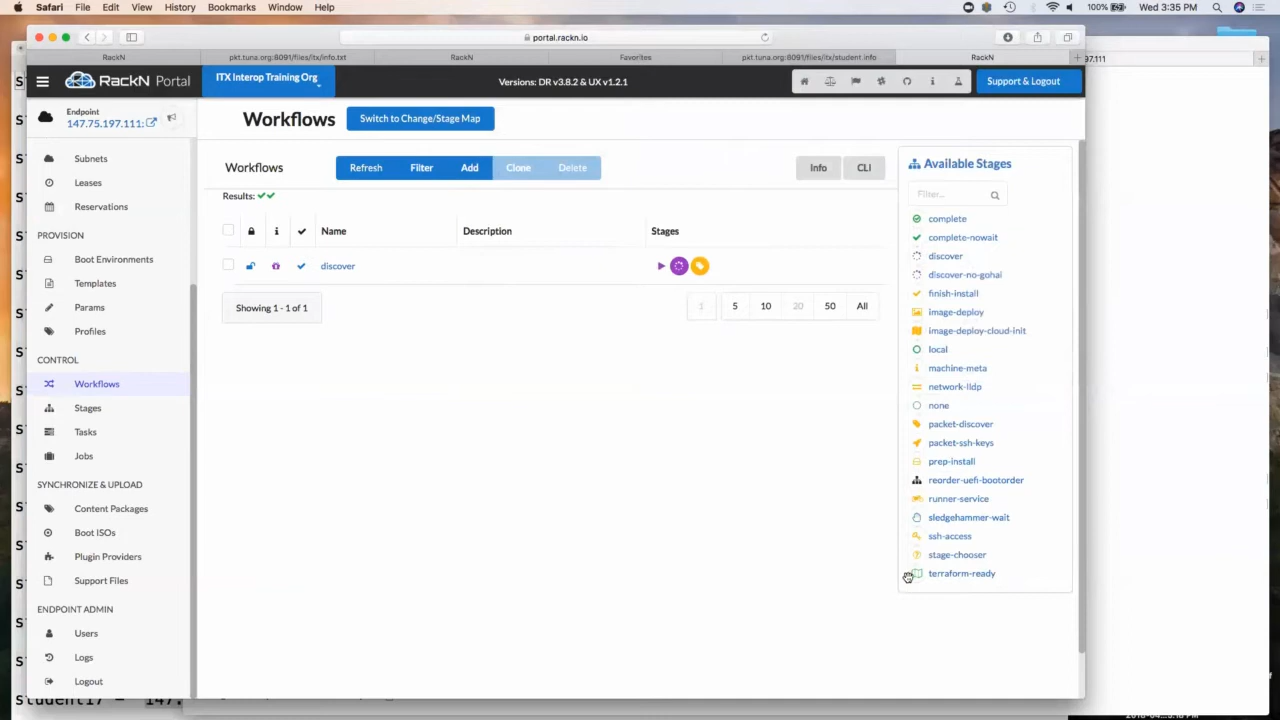 Safari File Edit View History Bookmarks Window Help 100% Wed 3:35 PM
portal.rackn.io
RackN pkt.tuna.org:8091/files/itx/info.txt RackN Favorites pkt.tuna.org:8091/files/itx/student.info RackN 97.111
RackN Portal ITX Interop Training Org Versions: DR v3.8.2 & UX v1.2.1 Support & Logout
Endpoint
147.75.197.111:
Workflows Switch to Change/Stage Map
Subnets
Leases
Reservations
PROVISION
Boot Environments
Templates
Params
Profiles
CONTROL
Workflows
Stages
Tasks
Jobs
SYNCHRONIZE & UPLOAD
Content Packages
Boot ISOs
Plugin Providers
Support Files
ENDPOINT ADMIN
Users
Logs
Logout
Workflows Refresh Filter Add Clone Delete Info CLI
Results:
Name Description Stages
discover
Showing 1 - 1 of 1 1 5 10 20 50 All
Available Stages
Filter...
complete
complete-nowait
discover
discover-no-gohai
finish-install
image-deploy
image-deploy-cloud-init
local
machine-meta
network-lldp
none
packet-discover
packet-ssh-keys
prep-install
reorder-uefi-bootorder
runner-service
sledgehammer-wait
ssh-access
stage-chooser
terraform-ready